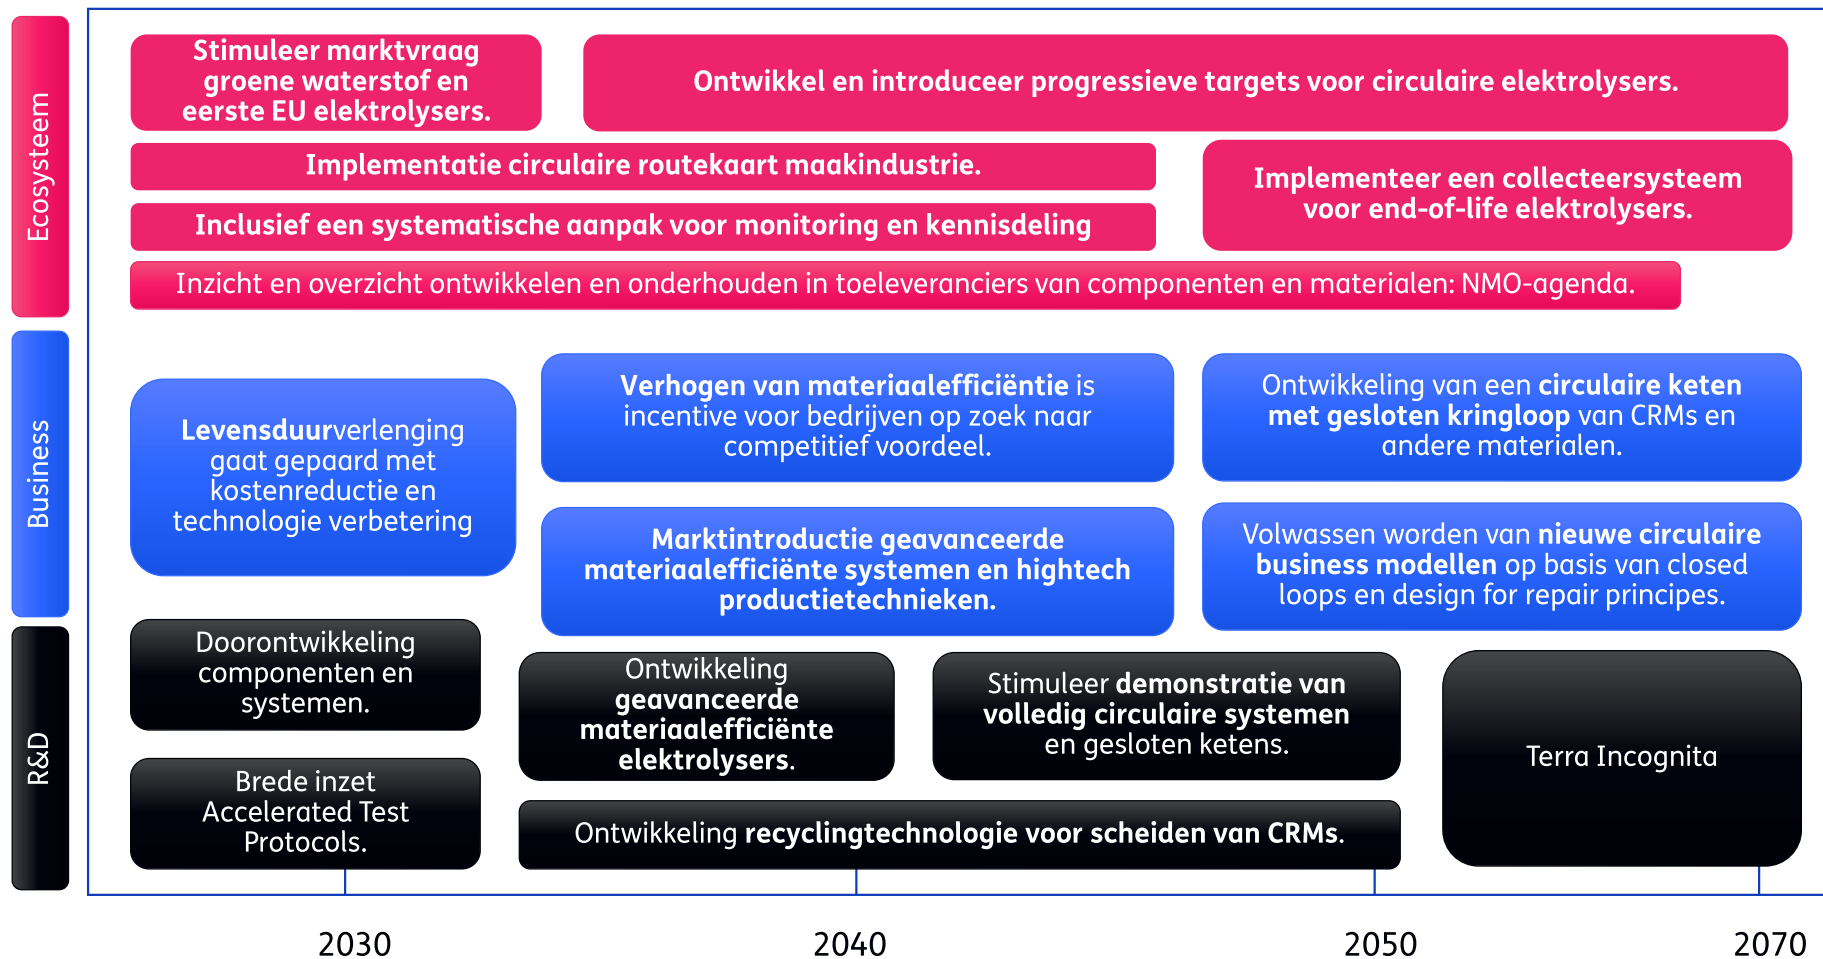 Ecosysteem
Stimuleer marktvraag
groene waterstof en
eerste EU elektrolysers.
Ontwikkel en introduceer progressieve targets voor circulaire elektrolysers.
Implementatie circulaire routekaart maakindustrie.
Implementeer een collecteersysteem
voor end-of-life elektrolysers.
Inclusief een systematische aanpak voor monitoring en kennisdeling
Inzicht en overzicht ontwikkelen en onderhouden in toeleveranciers van componenten en materialen: NMO-agenda.
Business
Levensduurverlenging
gaat gepaard met
kostenreductie en
technologie verbetering
Verhogen van materiaalefficiëntie is
incentive voor bedrijven op zoek naar
competitief voordeel.
Ontwikkeling van een circulaire keten
met gesloten kringloop van CRMs en
andere materialen.
Marktintroductie geavanceerde
materiaalefficiënte systemen en hightech
productietechnieken.
Volwassen worden van nieuwe circulaire
business modellen op basis van closed
loops en design for repair principes.
R&D
Doorontwikkeling
componenten en
systemen.
Ontwikkeling
geavanceerde
materiaalefficiënte
elektrolysers.
Stimuleer demonstratie van
volledig circulaire systemen
en gesloten ketens.
Terra Incognita
Brede inzet
Accelerated Test
Protocols.
Ontwikkeling recyclingtechnologie voor scheiden van CRMs.
2030
2040
2050
2070